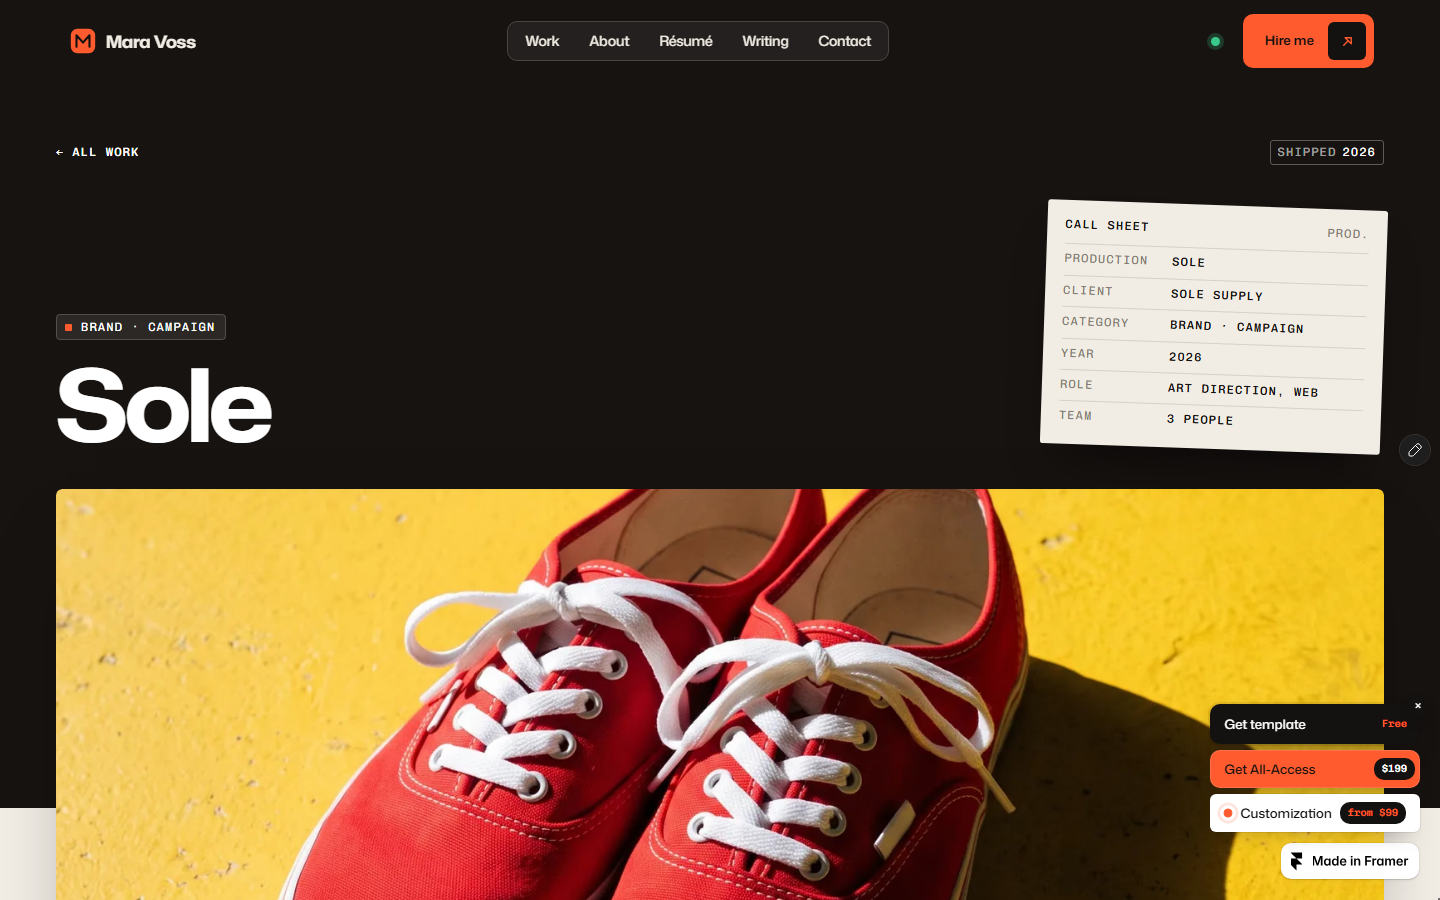 Mara Voss
Work About Résumé Writing Contact
Hire me
← ALL WORK
SHIPPED 2026
CALL SHEET PROD.
PRODUCTION SOLE
CLIENT SOLE SUPPLY
CATEGORY BRAND · CAMPAIGN
YEAR 2026
ROLE ART DIRECTION, WEB
TEAM 3 PEOPLE
BRAND · CAMPAIGN
Sole
Get template Free
Get All-Access $199
Customization from $99
Made in Framer